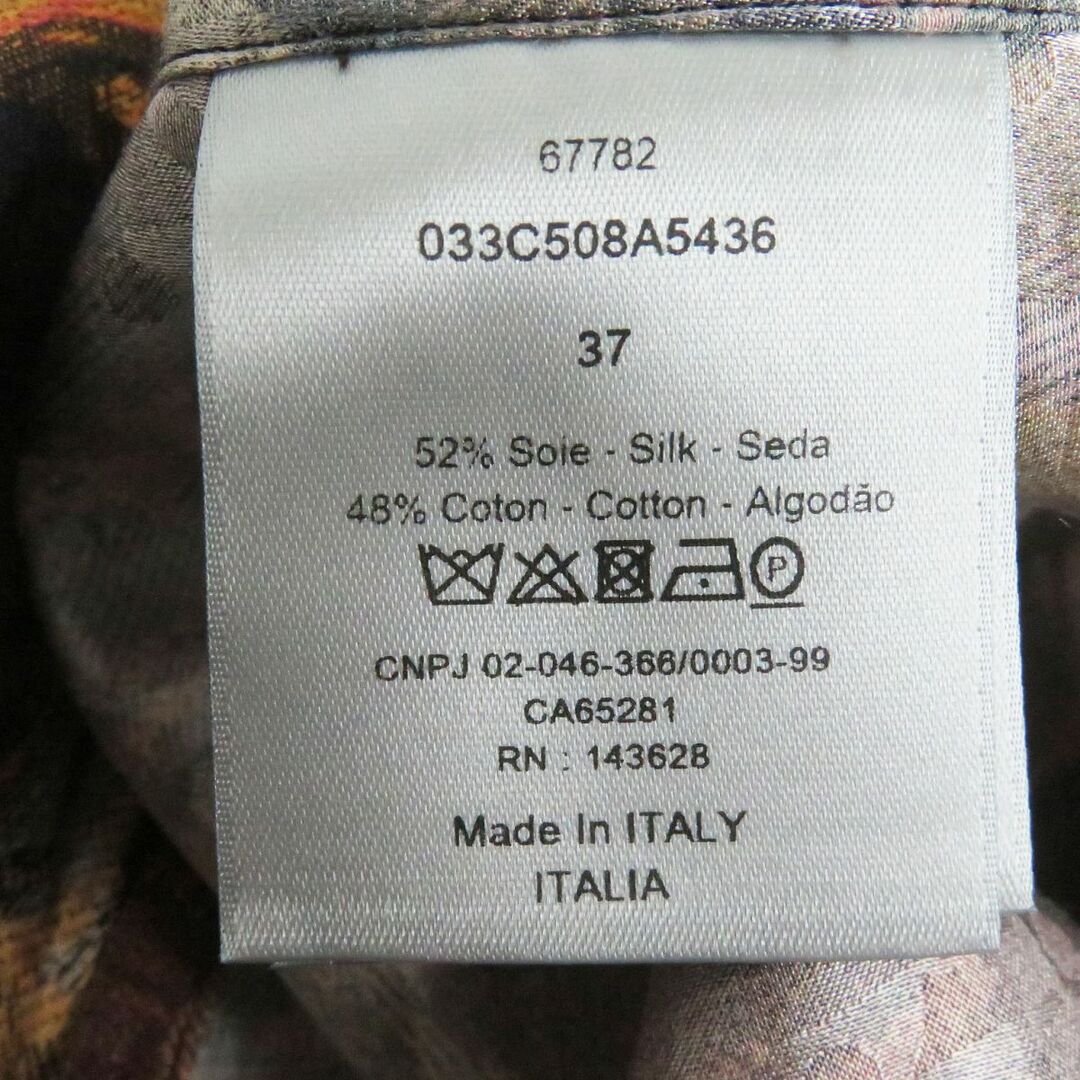 67782
033C508A5436
37
52% Soie - Silk - Seda
48% Coton - Cotton - Algodão
P
CNPJ 02-046-366/0003-99
CA65281
RN : 143628
Made In ITALY
ITALIA